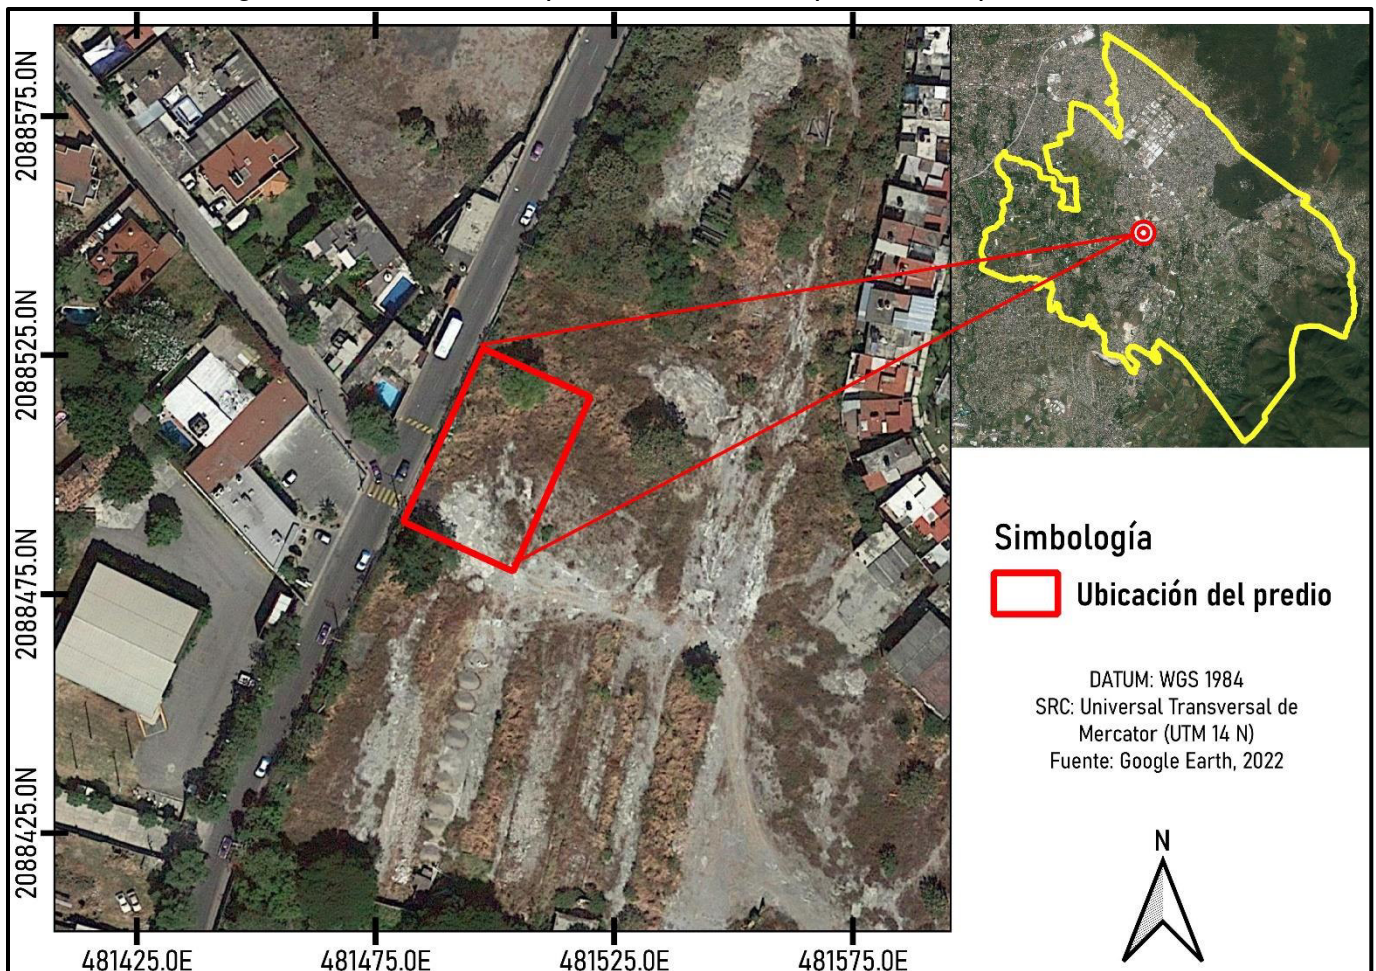 2088575.0N
2088525.0N
2088475.0N
2088425.0N
481425.0E
481475.0E
481525.0E
481575.0E
Simbología
Ubicación del predio
DATUM: WGS 1984
SRC: Universal Transversal de
Mercator (UTM 14 N)
Fuente: Google Earth, 2022
N